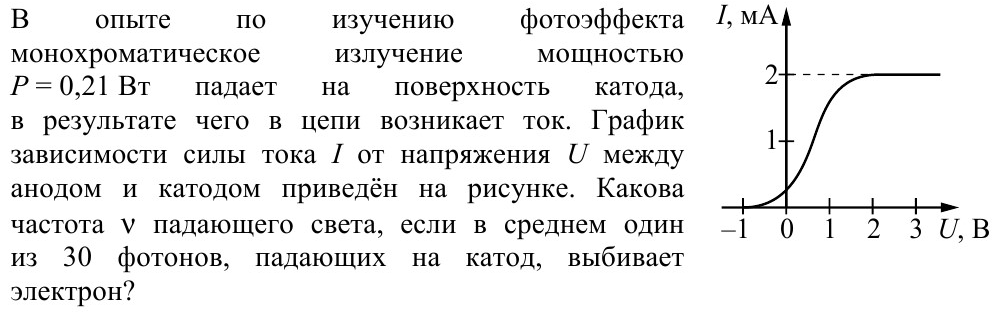 В опыте по изучению фотоэффекта
монохроматическое излучение мощностью
P = 0,21 Вт падает на поверхность катода,
в результате чего в цепи возникает ток. График
зависимости силы тока I от напряжения U между
анодом и катодом приведён на рисунке. Какова
частота ν падающего света, если в среднем один
из 30 фотонов, падающих на катод, выбивает
электрон?
I, мА
2
1
–1 0 1 2 3 U, В